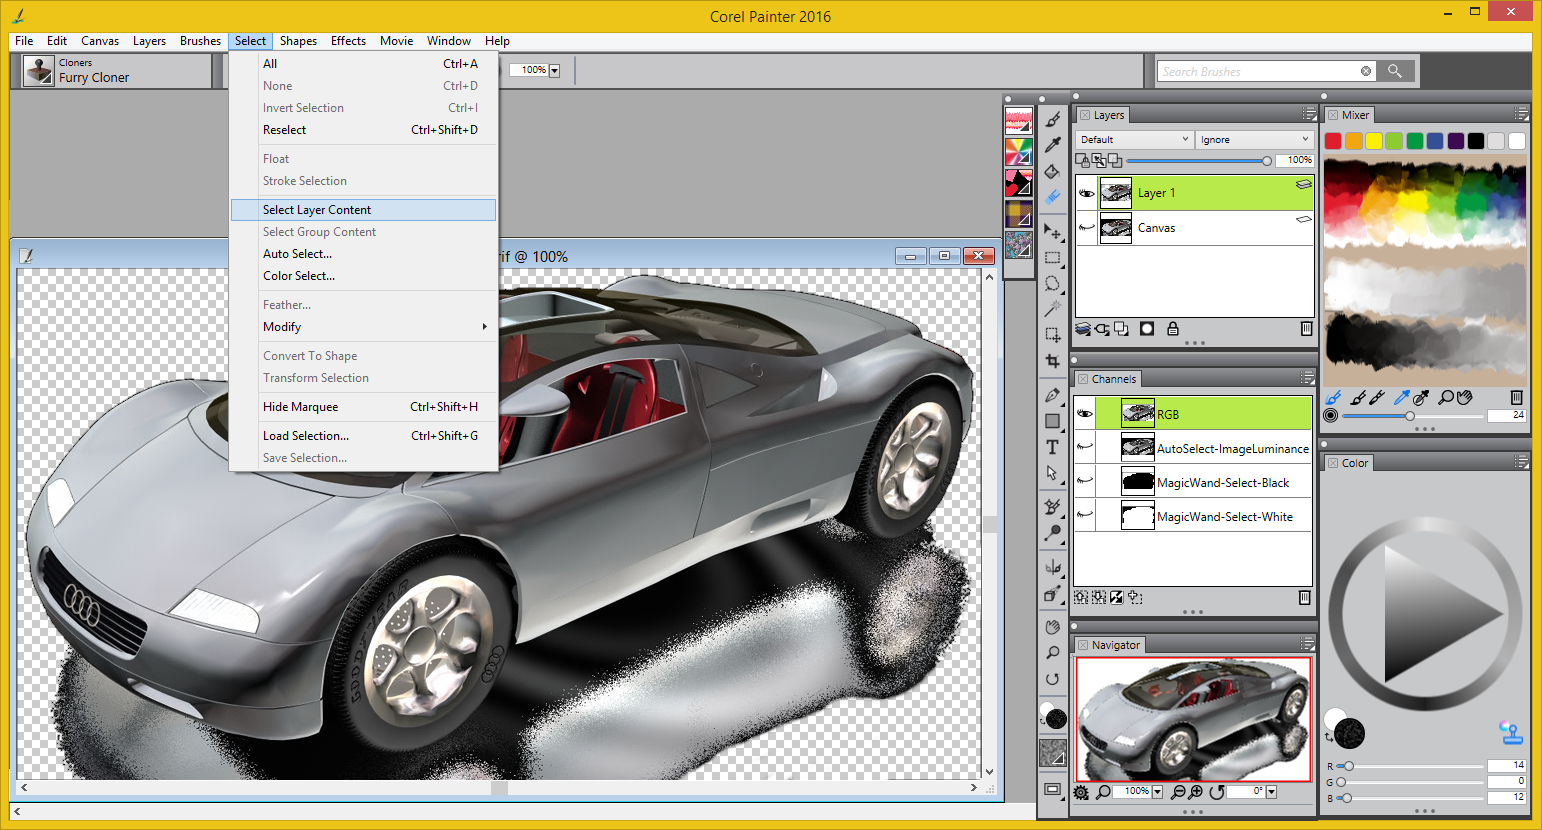 Corel Painter 2016
File Edit Canvas Layers Brushes Select Shapes Effects Movie Window Help
Cloners
Furry Cloner
100%
Search Brushes
All Ctrl+A
None Ctrl+D
Invert Selection Ctrl+I
Reselect Ctrl+Shift+D
Float
Stroke Selection
Select Layer Content
Select Group Content
Auto Select...
Color Select...
Feather...
Modify
Convert To Shape
Transform Selection
Hide Marquee Ctrl+Shift+H
Load Selection... Ctrl+Shift+G
Save Selection...
rif @ 100%
Layers
Default Ignore
100%
Layer 1
Canvas
Channels
RGB
AutoSelect-ImageLuminance
MagicWand-Select-Black
MagicWand-Select-White
Navigator
100% 0°
Mixer
24
Color
R 14
G 0
B 12